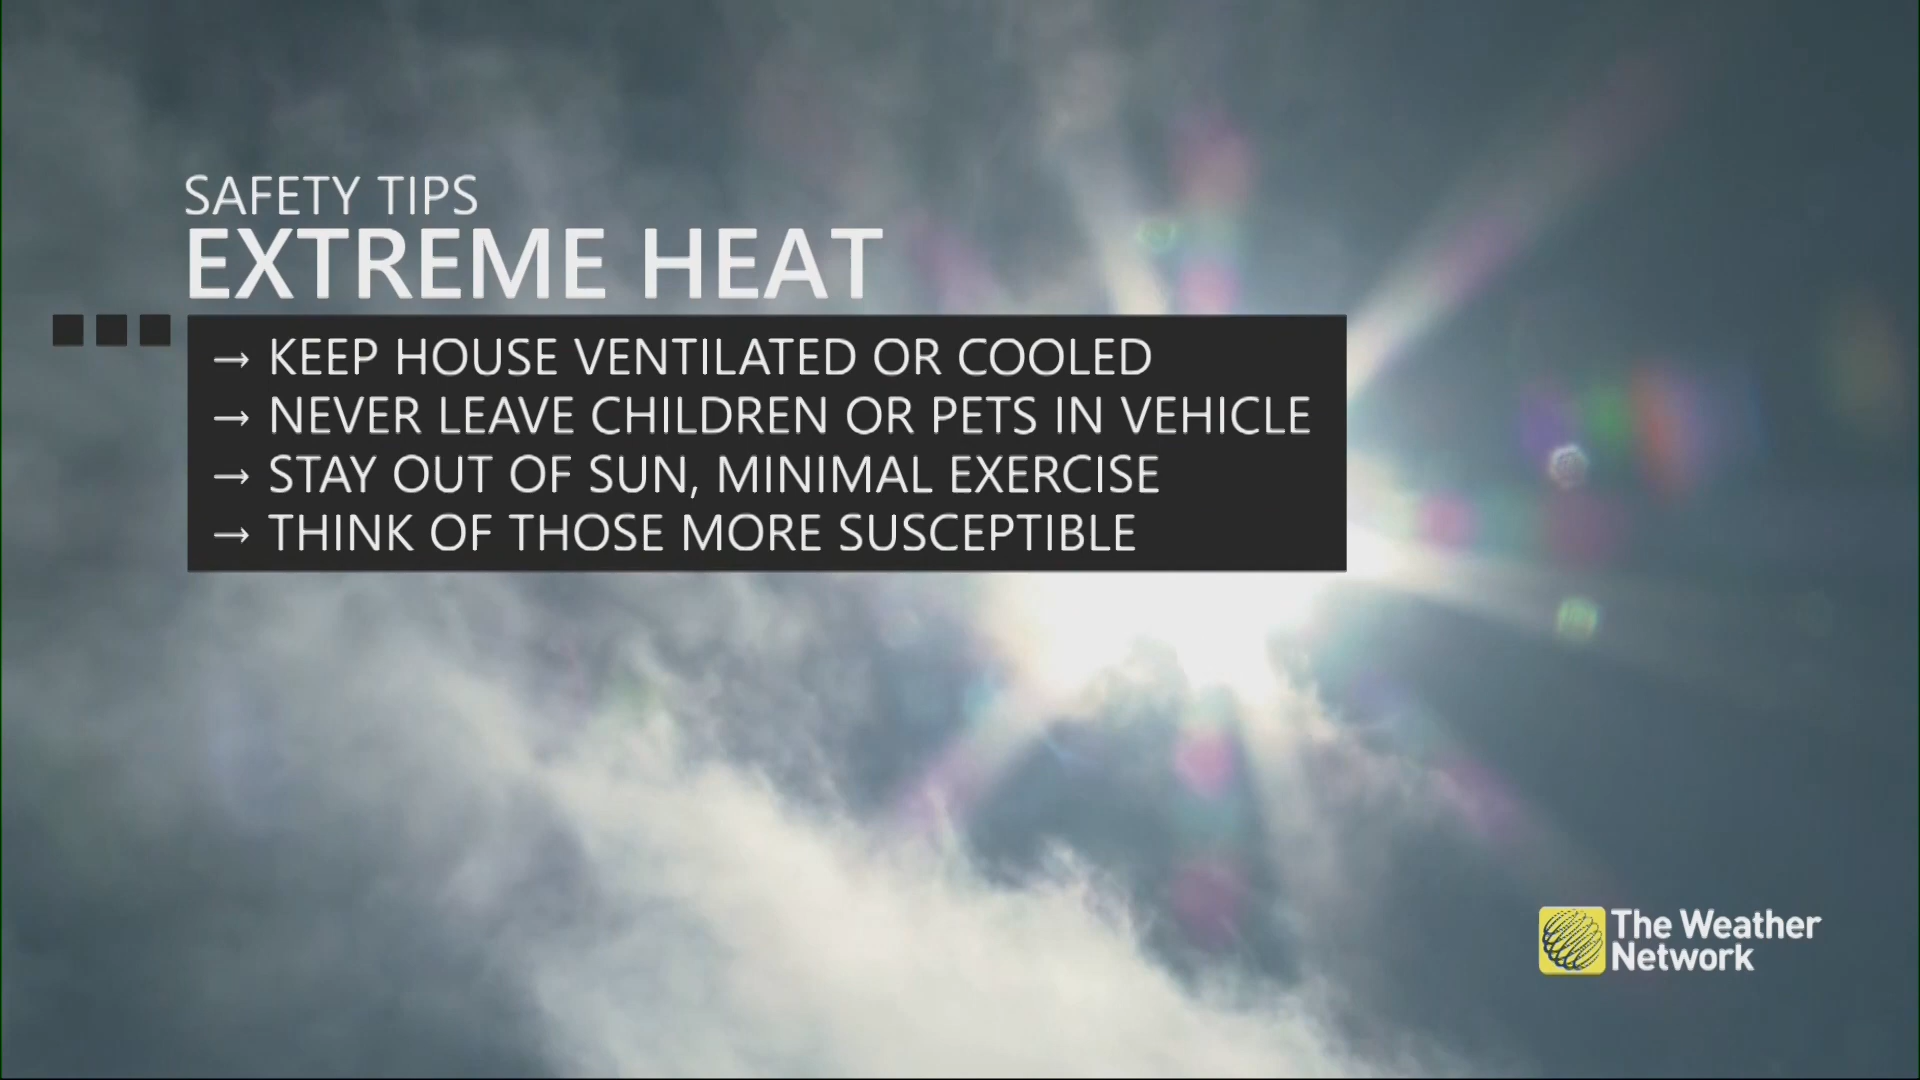 SAFETY TIPS
EXTREME HEAT
→ KEEP HOUSE VENTILATED OR COOLED
→ NEVER LEAVE CHILDREN OR PETS IN VEHICLE
→ STAY OUT OF SUN, MINIMAL EXERCISE
→ THINK OF THOSE MORE SUSCEPTIBLE
The Weather
Network